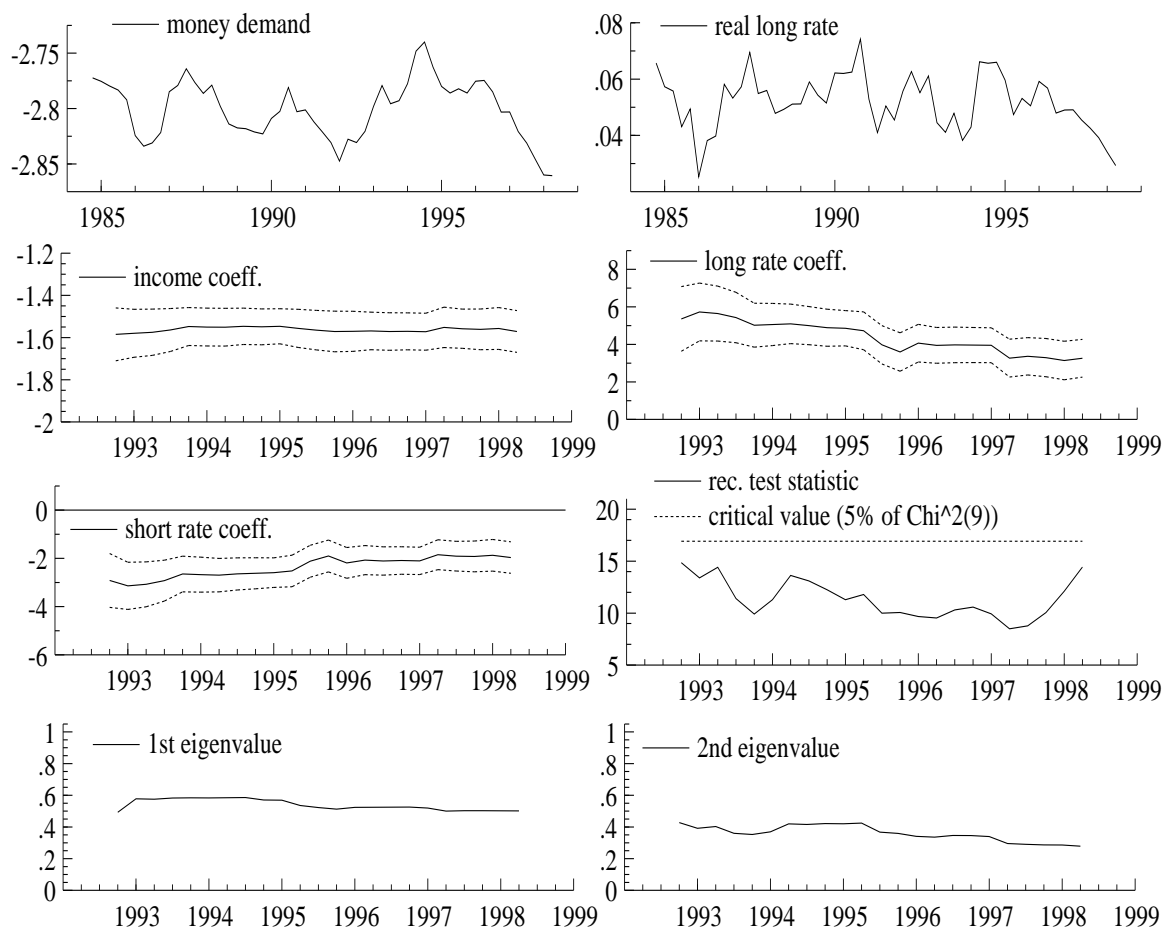 money demand
-2.75
-2.8
-2.85
1985 1990 1995
real long rate
.08
.06
.04
1985 1990 1995
income coeff.
-1.2
-1.4
-1.6
-1.8
-2
1993 1994 1995 1996 1997 1998 1999
long rate coeff.
8
6
4
2
0
1993 1994 1995 1996 1997 1998 1999
short rate coeff.
0
-2
-4
-6
1993 1994 1995 1996 1997 1998 1999
rec. test statistic
critical value (5% of Chi^2(9))
20
15
10
5
1993 1994 1995 1996 1997 1998 1999
1st eigenvalue
1
.8
.6
.4
.2
0
1993 1994 1995 1996 1997 1998 1999
2nd eigenvalue
1
.8
.6
.4
.2
0
1993 1994 1995 1996 1997 1998 1999